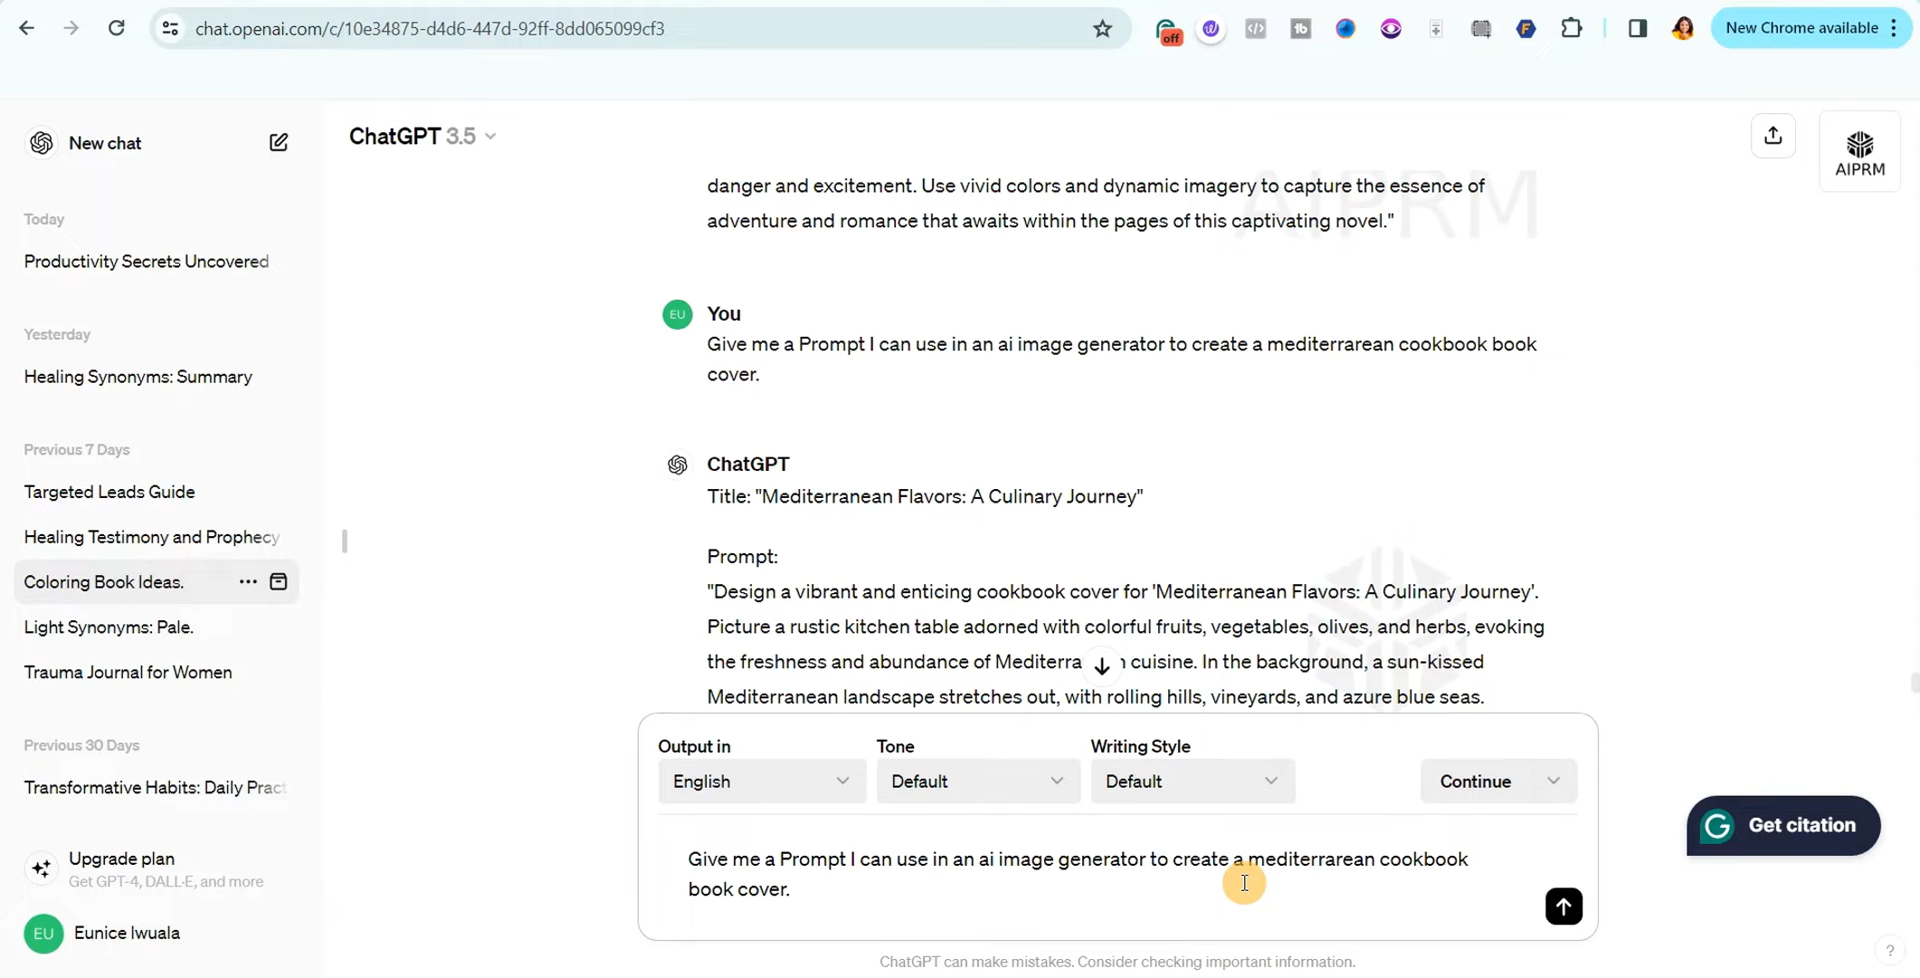 chat.openai.com/c/10e34875-d4d6-447d-92ff-8dd065099cf3
off
New Chrome available
New chat
Today
Productivity Secrets Uncovered
Yesterday
Healing Synonyms: Summary
Previous 7 Days
Targeted Leads Guide
Healing Testimony and Prophecy
Coloring Book Ideas.
Light Synonyms: Pale.
Trauma Journal for Women
Previous 30 Days
Transformative Habits: Daily Pract
Upgrade plan
Get GPT-4, DALL·E, and more
EU Eunice Iwuala
ChatGPT 3.5
AIPRM
AIPRM
danger and excitement. Use vivid colors and dynamic imagery to capture the essence of
adventure and romance that awaits within the pages of this captivating novel."
EU You
Give me a Prompt I can use in an ai image generator to create a mediterrarean cookbook book
cover.
ChatGPT
Title: "Mediterranean Flavors: A Culinary Journey"
Prompt:
"Design a vibrant and enticing cookbook cover for 'Mediterranean Flavors: A Culinary Journey'.
Picture a rustic kitchen table adorned with colorful fruits, vegetables, olives, and herbs, evoking
the freshness and abundance of Mediterra n cuisine. In the background, a sun-kissed
Mediterranean landscape stretches out, with rolling hills, vineyards, and azure blue seas.
Output in Tone Writing Style
English Default Default Continue
Give me a Prompt I can use in an ai image generator to create a mediterrarean cookbook
book cover.
Get citation
ChatGPT can make mistakes. Consider checking important information.
?